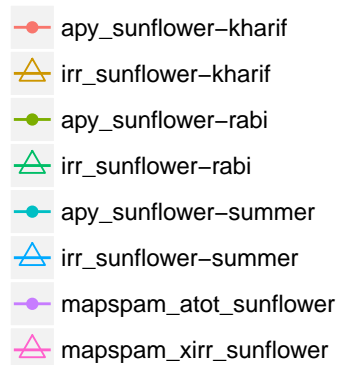 apy_sunflower−kharif
irr_sunflower−kharif
apy_sunflower−rabi
irr_sunflower−rabi
apy_sunflower−summer
irr_sunflower−summer
mapspam_atot_sunflower
mapspam_xirr_sunflower